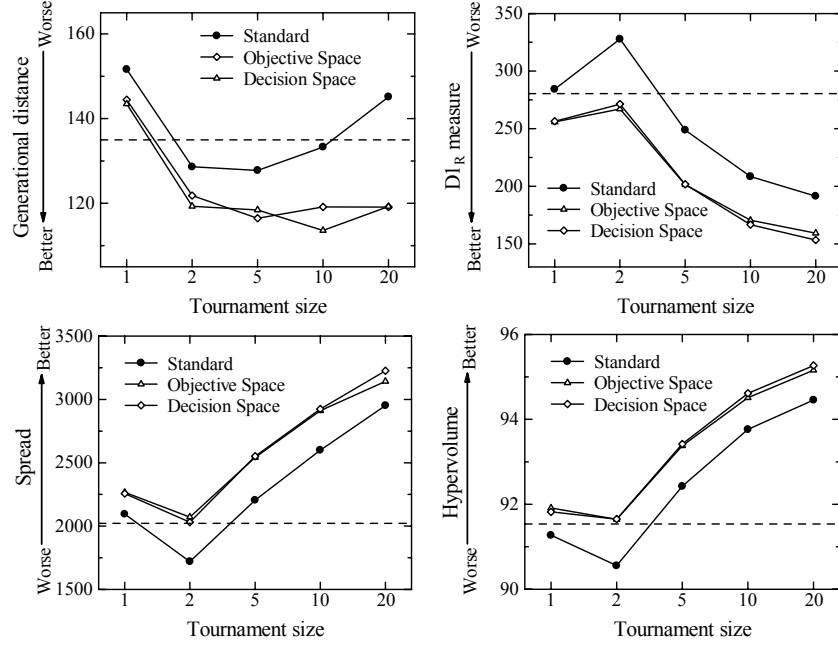 Worse
Better
Generational distance
160
140
120
Standard
Objective Space
Decision Space
1
2
5
10
20
Tournament size
Worse
Better
D1R measure
350
300
250
200
150
Standard
Objective Space
Decision Space
1
2
5
10
20
Tournament size
Better
Worse
Spread
3500
3000
2500
2000
1500
Standard
Objective Space
Decision Space
1
2
5
10
20
Tournament size
Better
Worse
Hypervolume
96
94
92
90
Standard
Objective Space
Decision Space
1
2
5
10
20
Tournament size